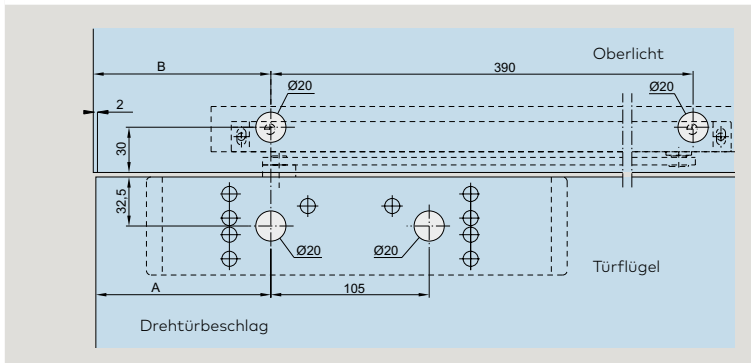 Oberlicht
B
390
Ø20
Ø20
2
30
32,5
Ø20
Ø20
Türflügel
A
105
Drehtürbeschlag